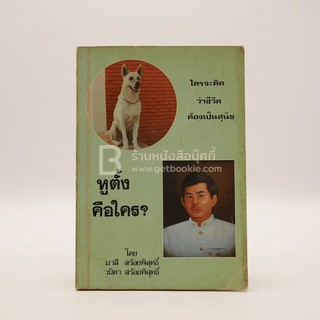 ใครจะคิด
ว่าชีวิต
ต้องเป็นสุนัข
ร้านหนังสือบุ๊คกี้
www.getbookie.com
หูตั้ง
คือใคร?
โดย
มาลี สร้อยพิสุทธิ์
วนิดา สร้อยพิสุทธิ์